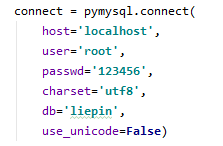 connect = pymysql.connect(
host='localhost',
user='root',
passwd='123456',
charset='utf8',
db='liepin',
use_unicode=False)